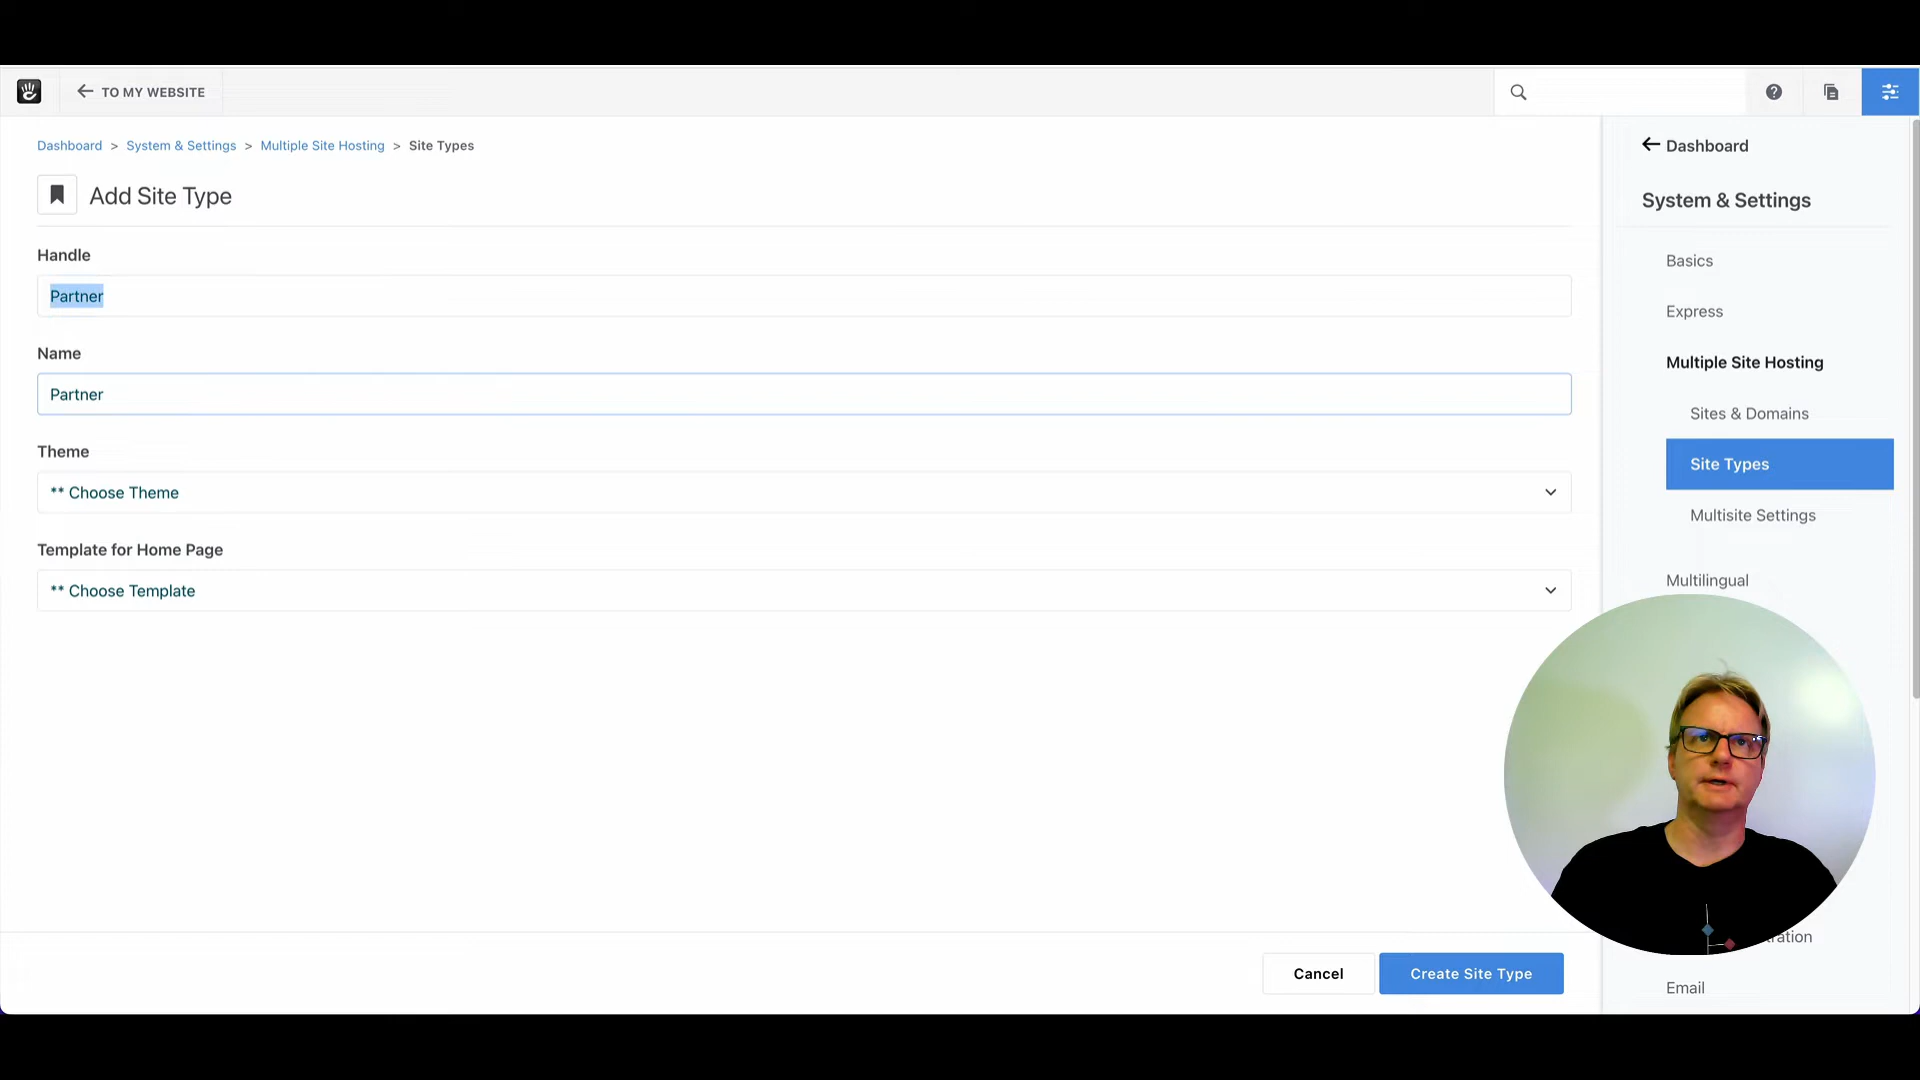 TO MY WEBSITE
Dashboard > System & Settings > Multiple Site Hosting > Site Types
Add Site Type
Handle
Partner
Name
Partner
Theme
** Choose Theme
Template for Home Page
** Choose Template
Cancel
Create Site Type
Dashboard
System & Settings
Basics
Express
Multiple Site Hosting
Sites & Domains
Site Types
Multisite Settings
Multilingual
Email